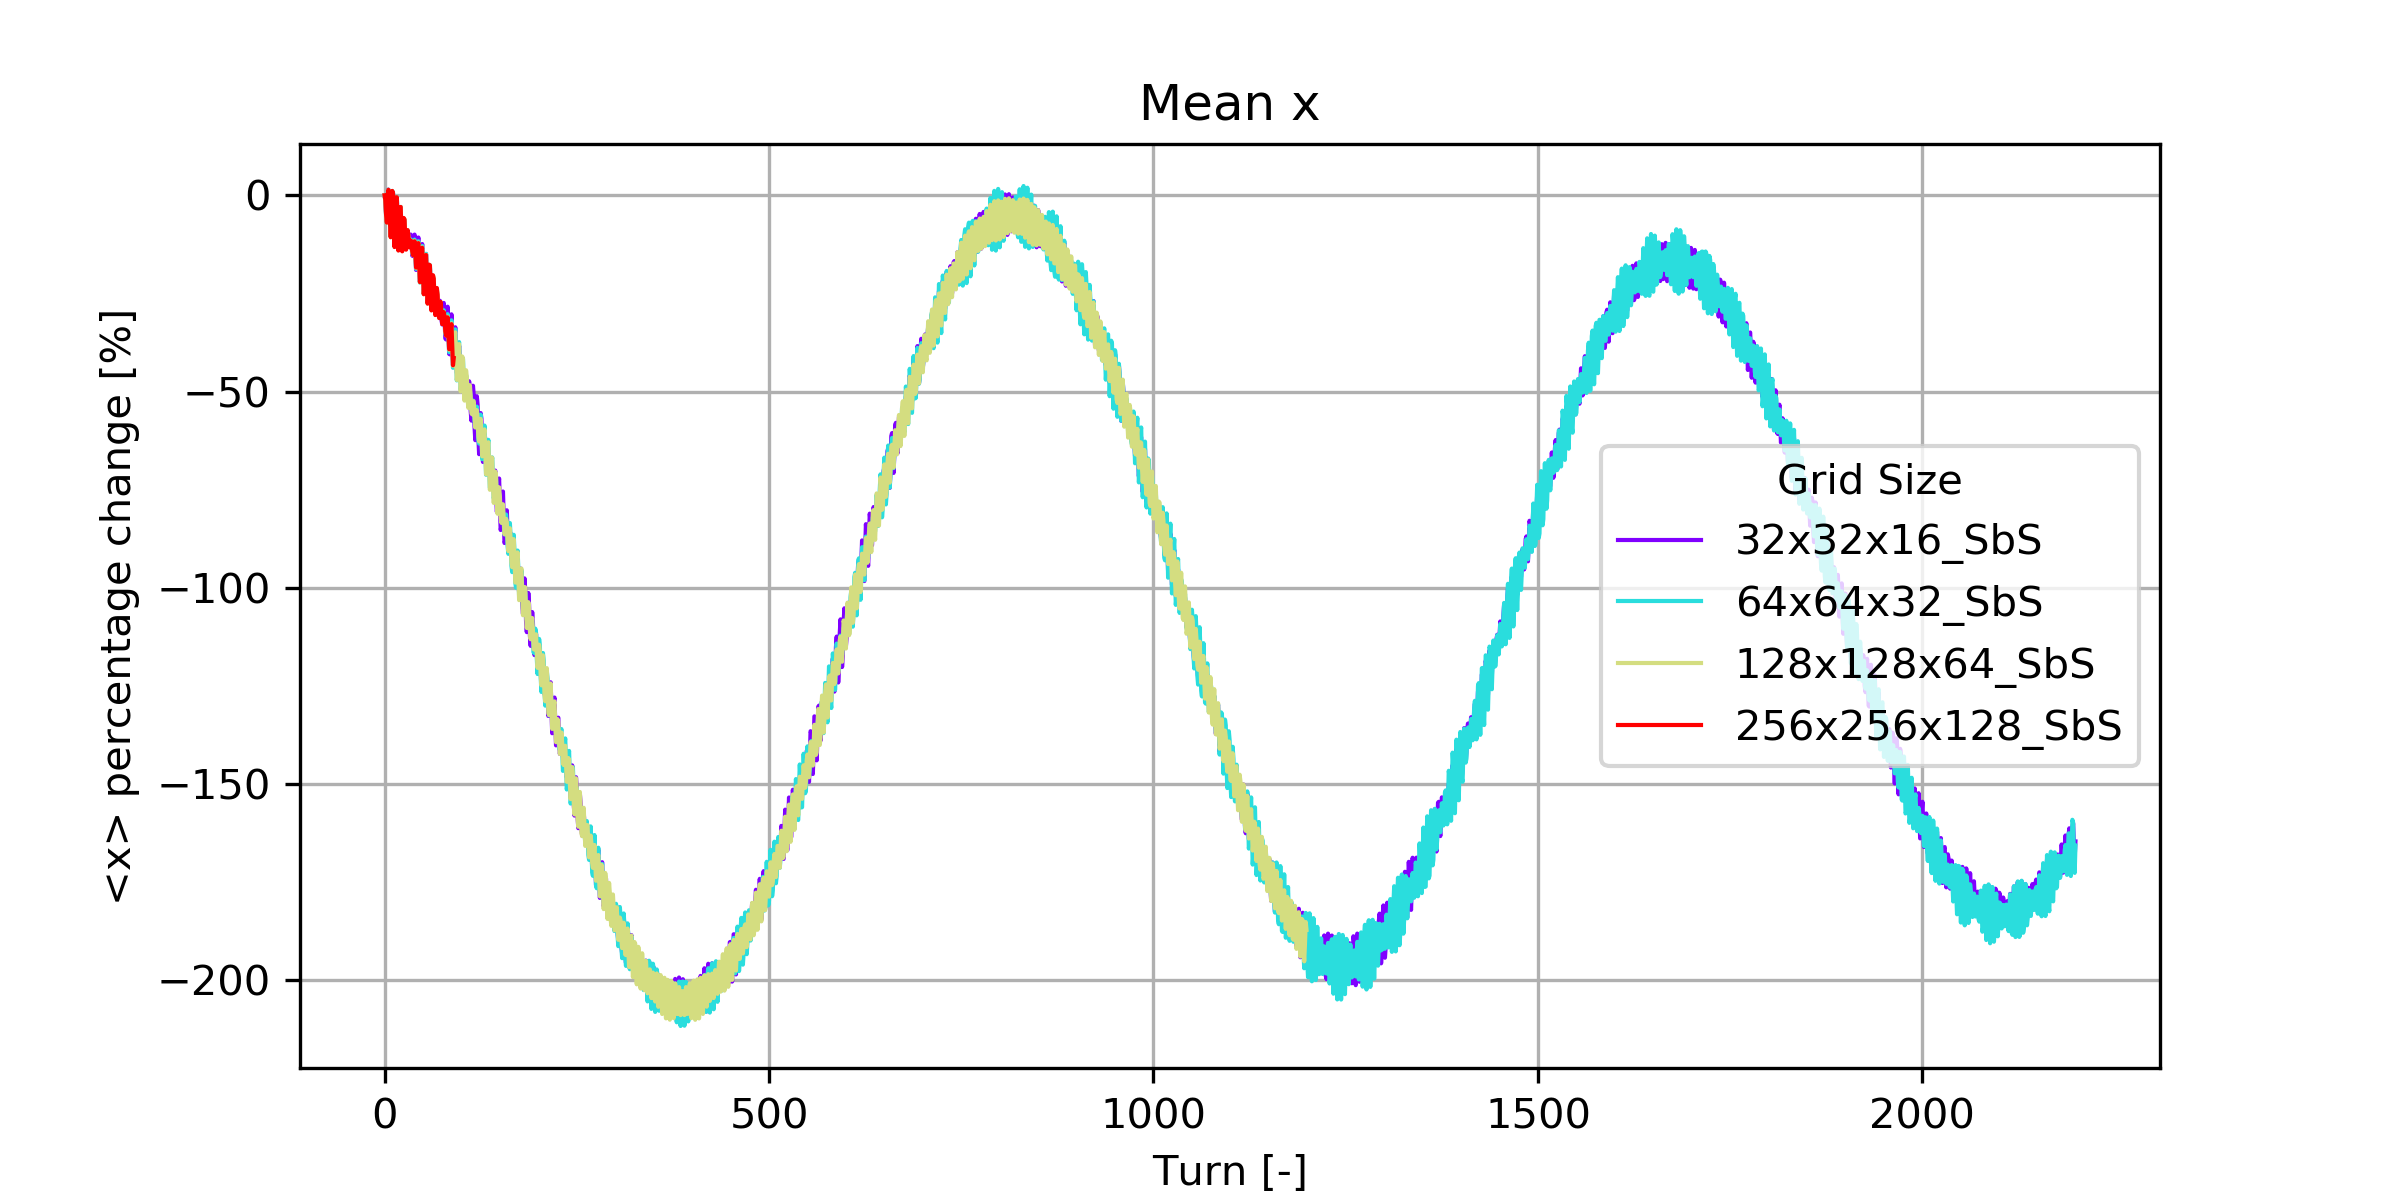 Mean x
<x> percentage change [%]
0
−50
−100
−150
−200
Grid Size
32x32x16_SbS
64x64x32_SbS
128x128x64_SbS
256x256x128_SbS
0 500 1000 1500 2000
Turn [-]